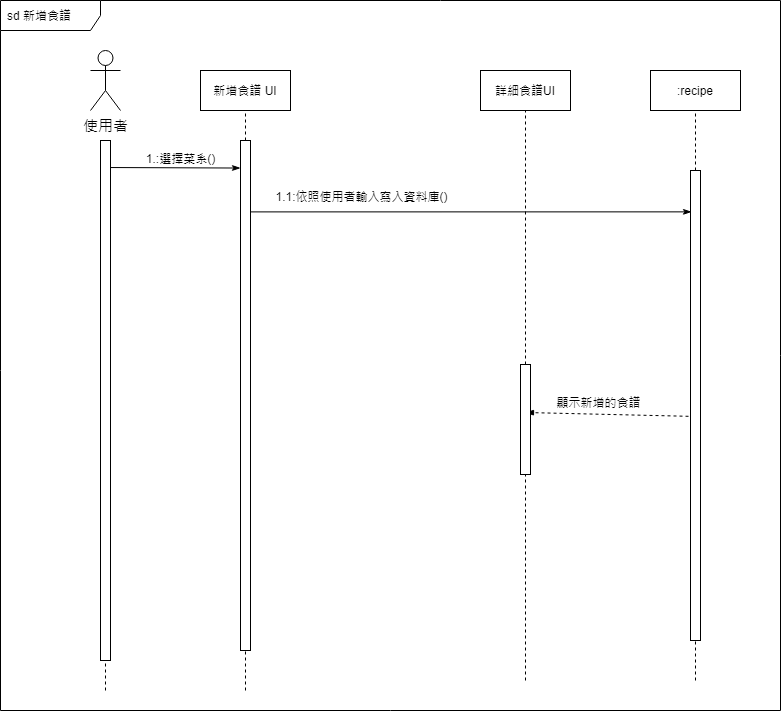 sd 新增食譜
使用者
新增食譜 UI
詳細食譜UI
:recipe
1.:選擇菜系()
1.1:依照使用者輸入寫入資料庫()
顯示新增的食譜